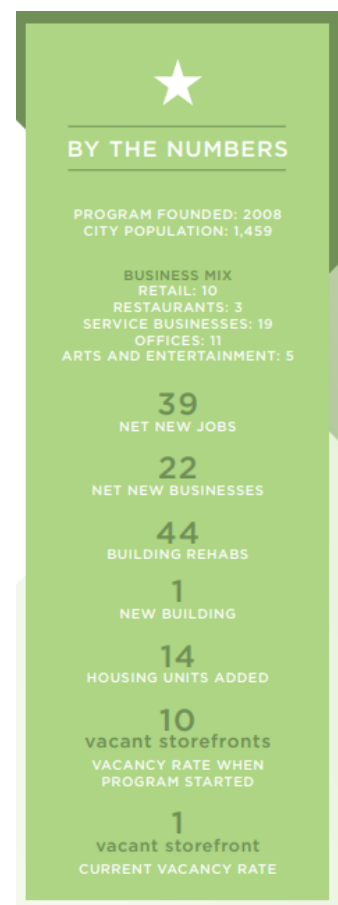 BY THE NUMBERS
PROGRAM FOUNDED: 2008
CITY POPULATION: 1,459
BUSINESS MIX
RETAIL: 10
RESTAURANTS: 3
SERVICE BUSINESSES: 19
OFFICES: 11
ARTS AND ENTERTAINMENT: 5
39
NET NEW JOBS
22
NET NEW BUSINESSES
44
BUILDING REHABS
1
NEW BUILDING
14
HOUSING UNITS ADDED
10
vacant storefronts
VACANCY RATE WHEN
PROGRAM STARTED
1
vacant storefront
CURRENT VACANCY RATE